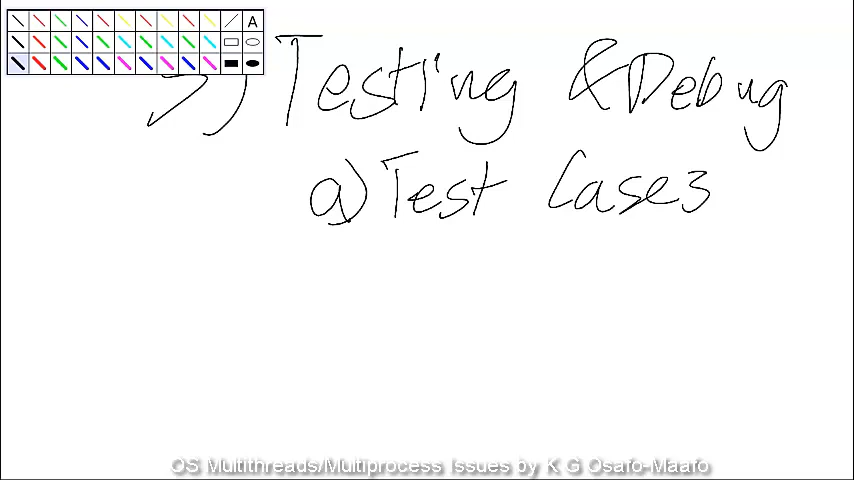 A
5) Testing & Debug
a) Test Cases
OS Multithreads/Multiprocess Issues by K G Osafo-Maafo